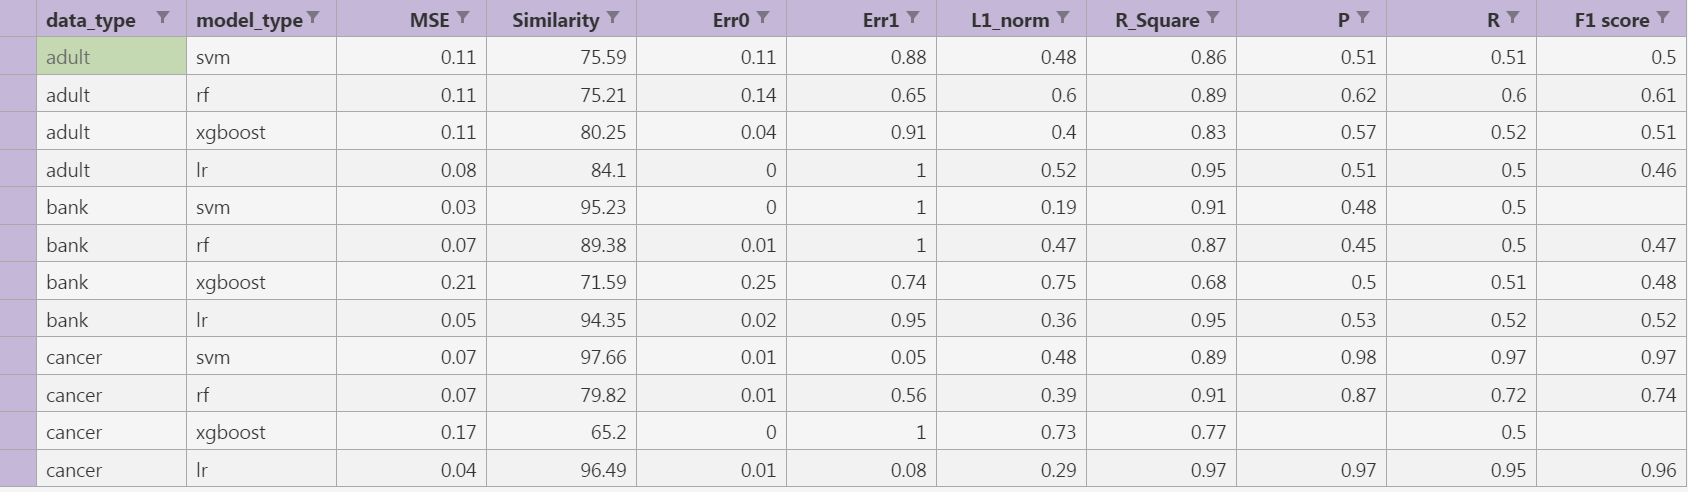 data_type model_type MSE Similarity Err0 Err1 L1_norm R_Square P R F1 score
adult svm 0.11 75.59 0.11 0.88 0.48 0.86 0.51 0.51 0.5
adult rf 0.11 75.21 0.14 0.65 0.6 0.89 0.62 0.6 0.61
adult xgboost 0.11 80.25 0.04 0.91 0.4 0.83 0.57 0.52 0.51
adult lr 0.08 84.1 0 1 0.52 0.95 0.51 0.5 0.46
bank svm 0.03 95.23 0 1 0.19 0.91 0.48 0.5
bank rf 0.07 89.38 0.01 1 0.47 0.87 0.45 0.5 0.47
bank xgboost 0.21 71.59 0.25 0.74 0.75 0.68 0.5 0.51 0.48
bank lr 0.05 94.35 0.02 0.95 0.36 0.95 0.53 0.52 0.52
cancer svm 0.07 97.66 0.01 0.05 0.48 0.89 0.98 0.97 0.97
cancer rf 0.07 79.82 0.01 0.56 0.39 0.91 0.87 0.72 0.74
cancer xgboost 0.17 65.2 0 1 0.73 0.77 0.5
cancer lr 0.04 96.49 0.01 0.08 0.29 0.97 0.97 0.95 0.96